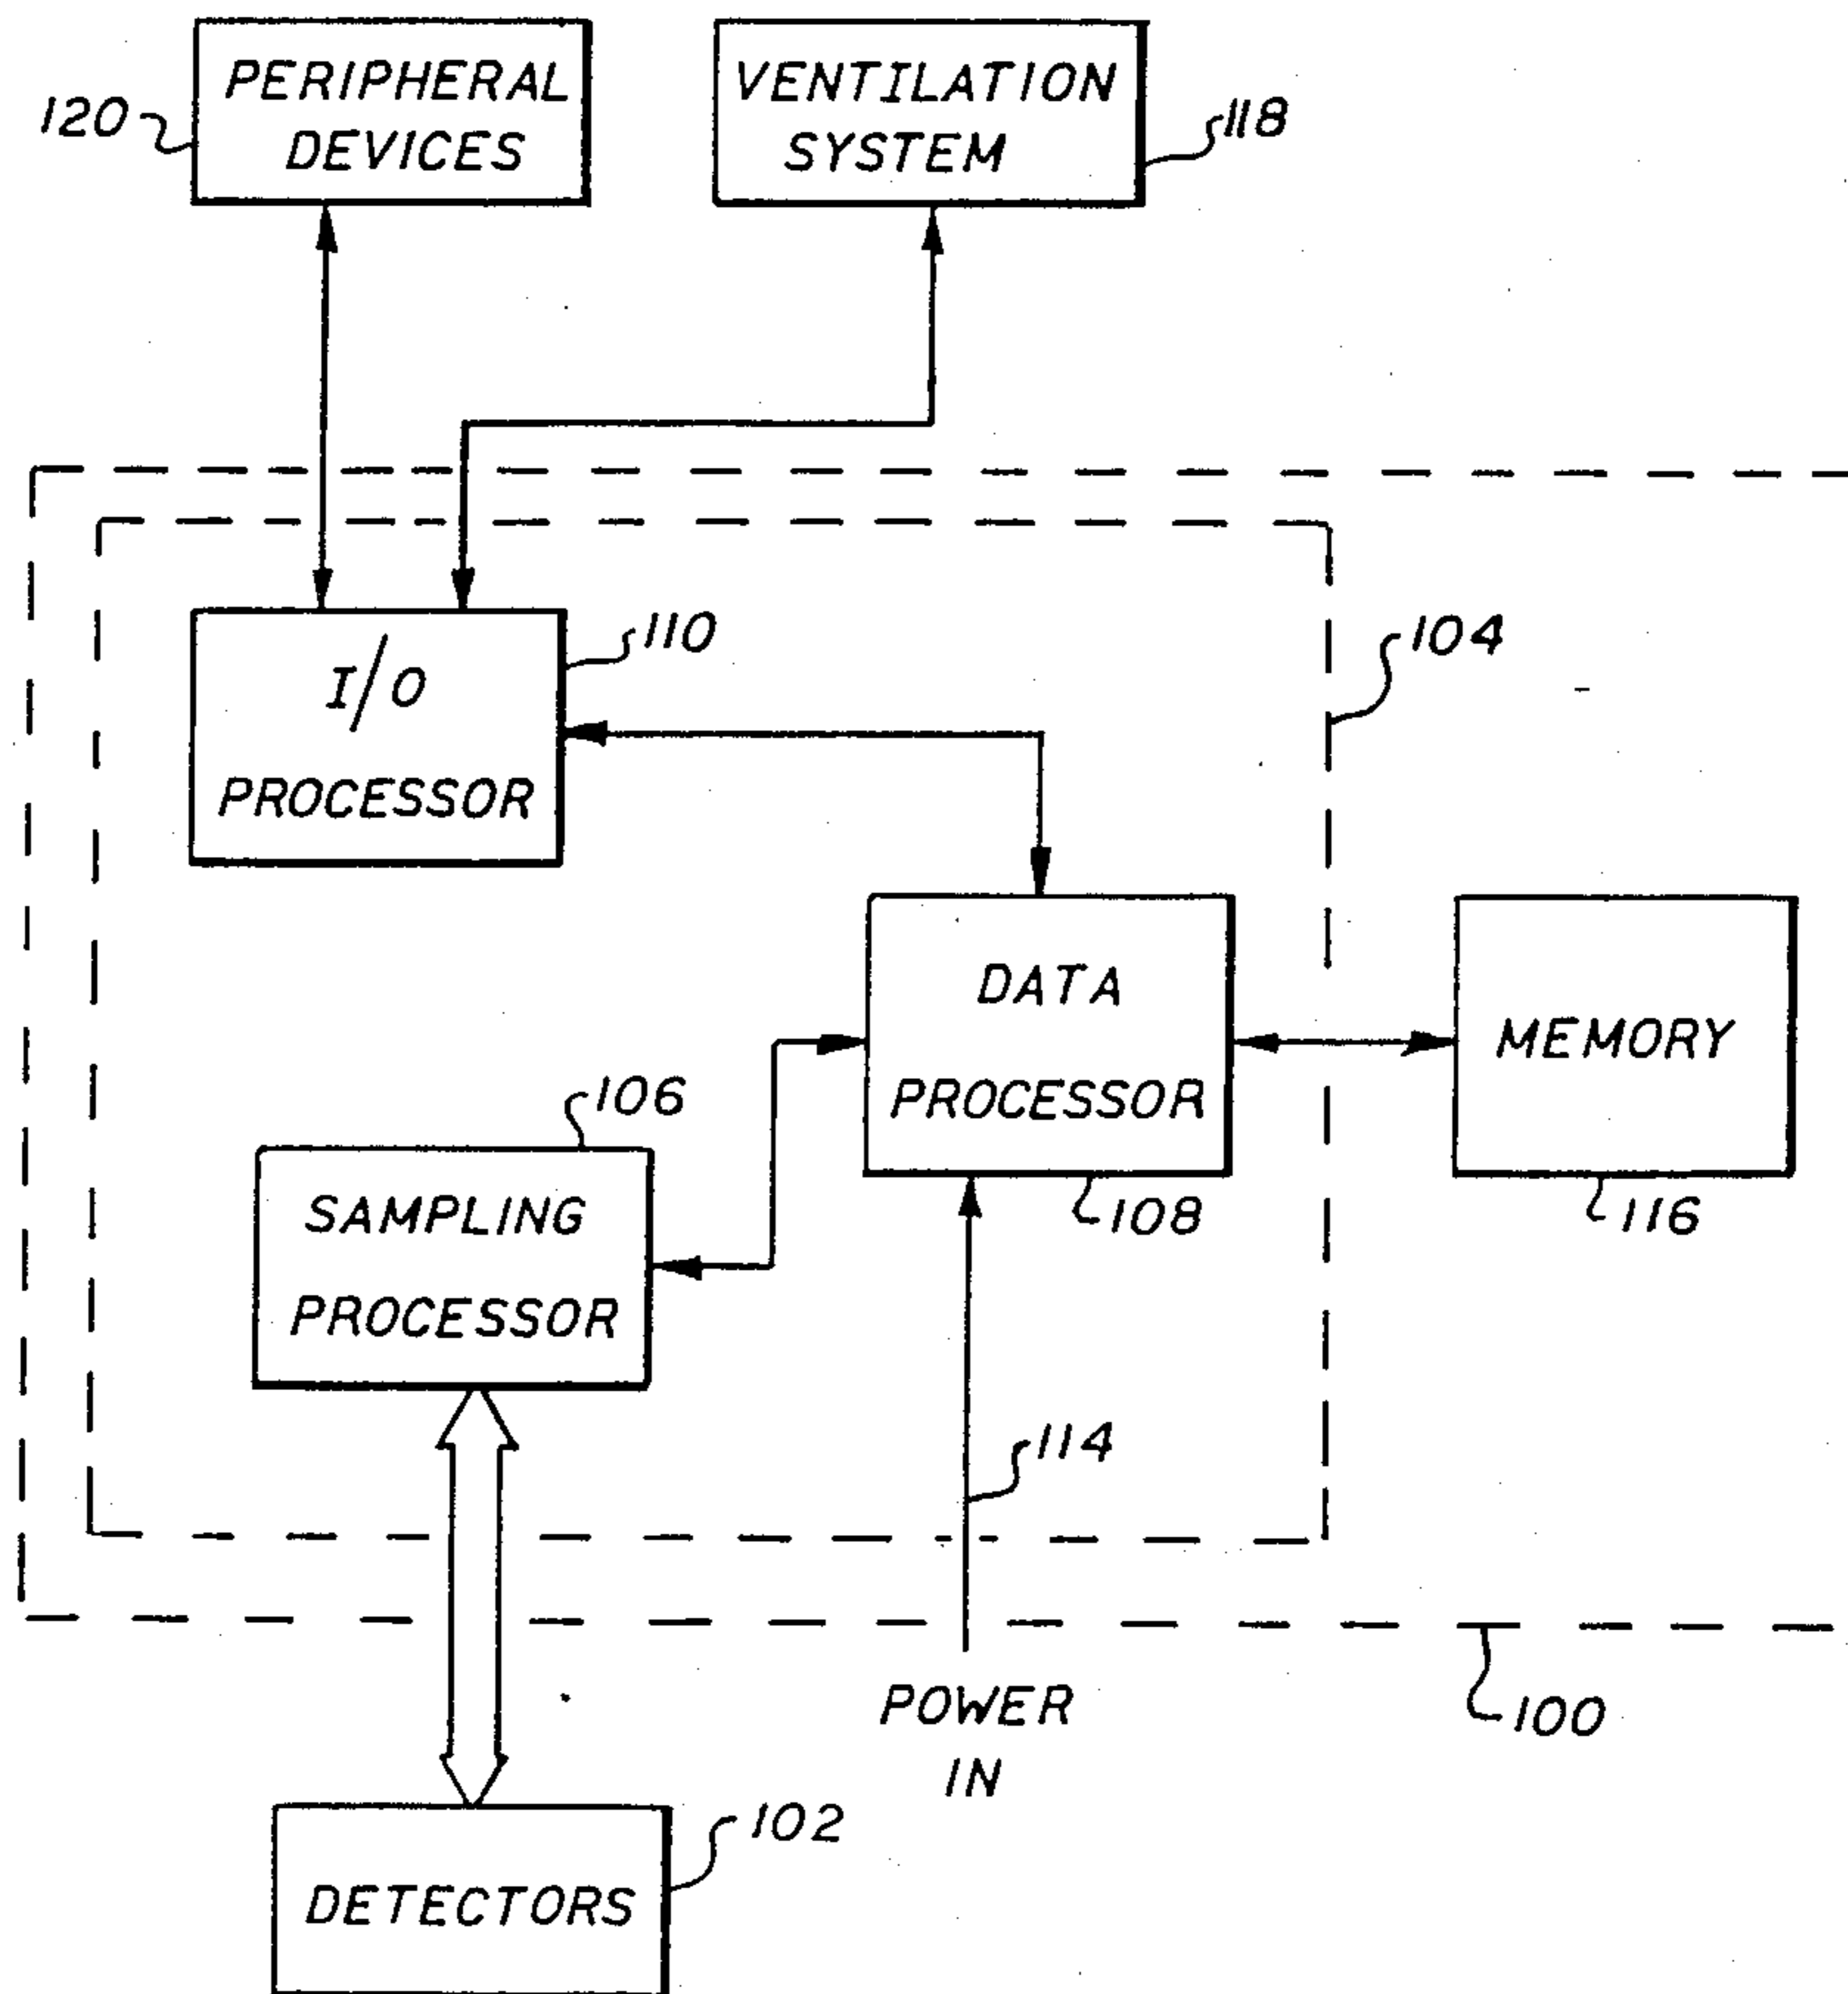 PERIPHERAL
DEVICES
120
VENTILATION
SYSTEM
118
I/O
PROCESSOR
110
104
DATA
PROCESSOR
108
MEMORY
116
106
SAMPLING
PROCESSOR
114
POWER
IN
100
DETECTORS
102